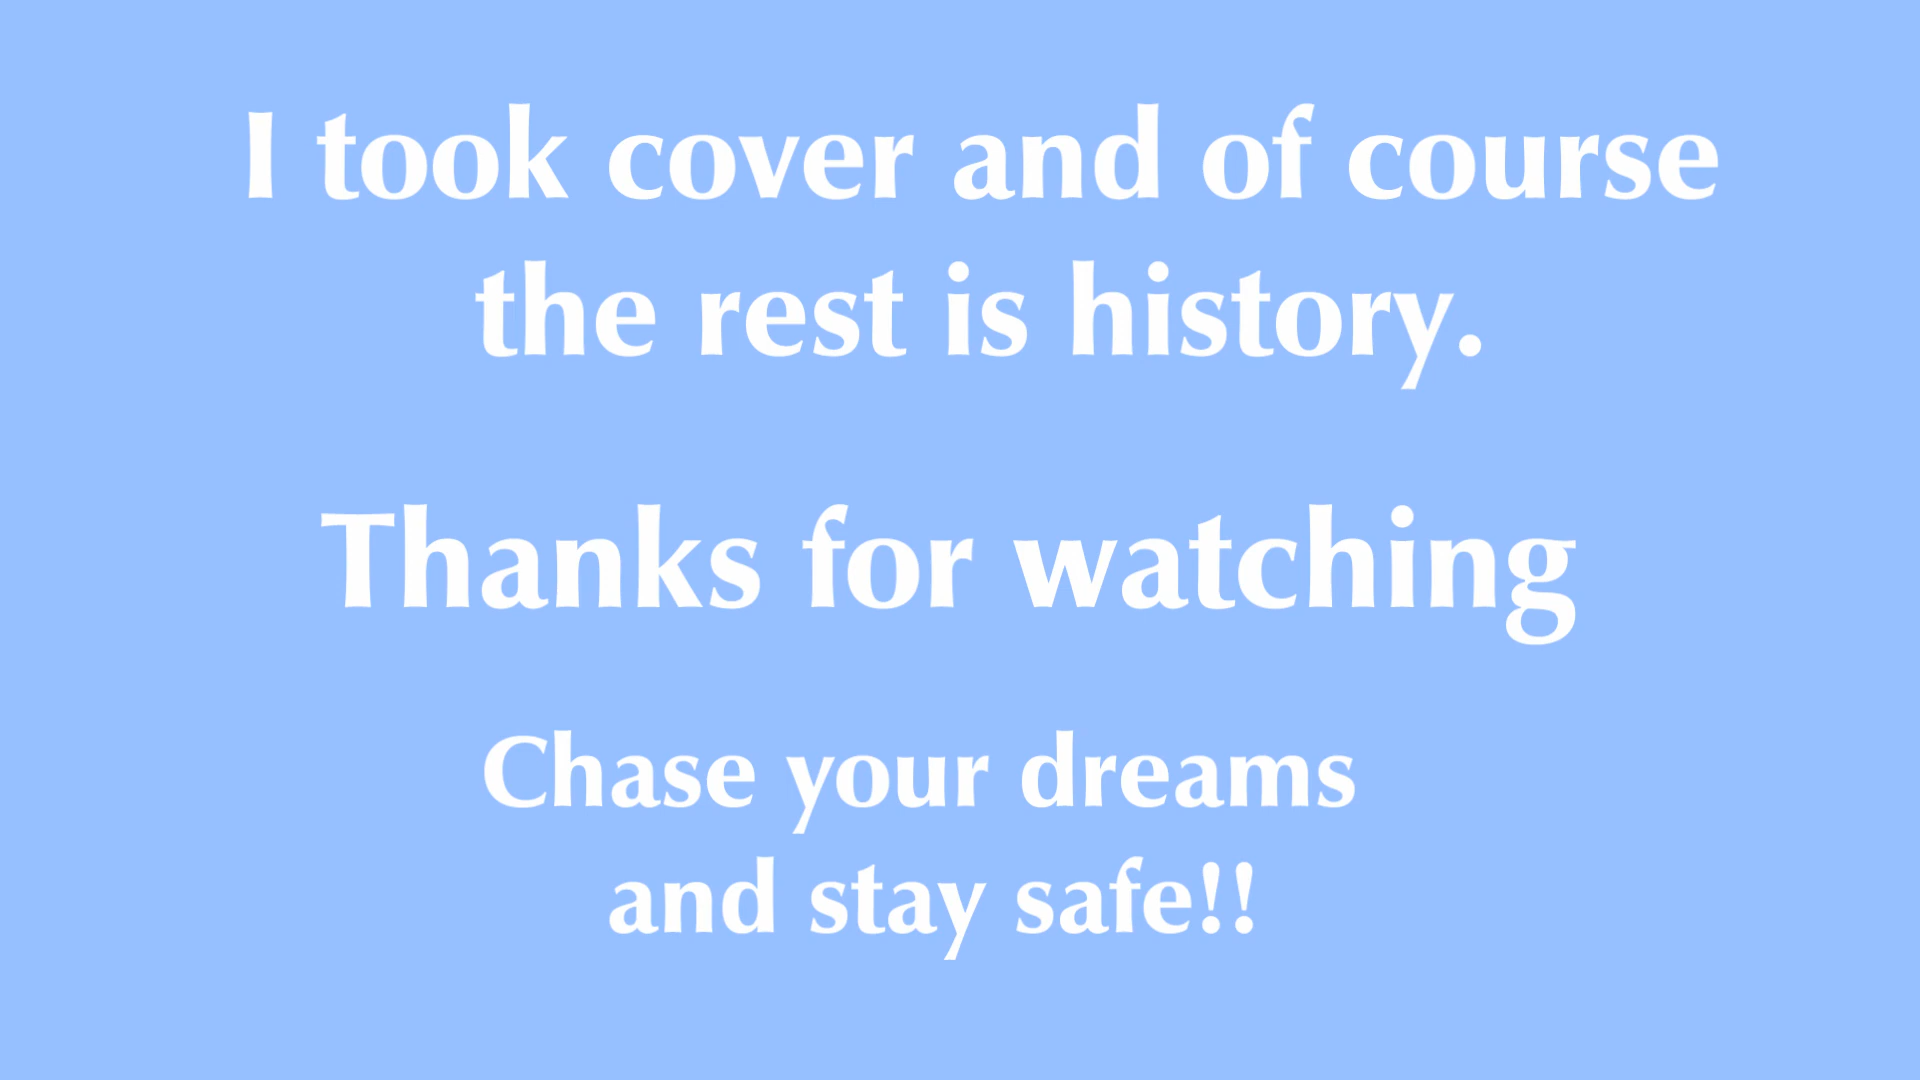 I took cover and of course
the rest is history.
Thanks for watching
Chase your dreams
and stay safe!!